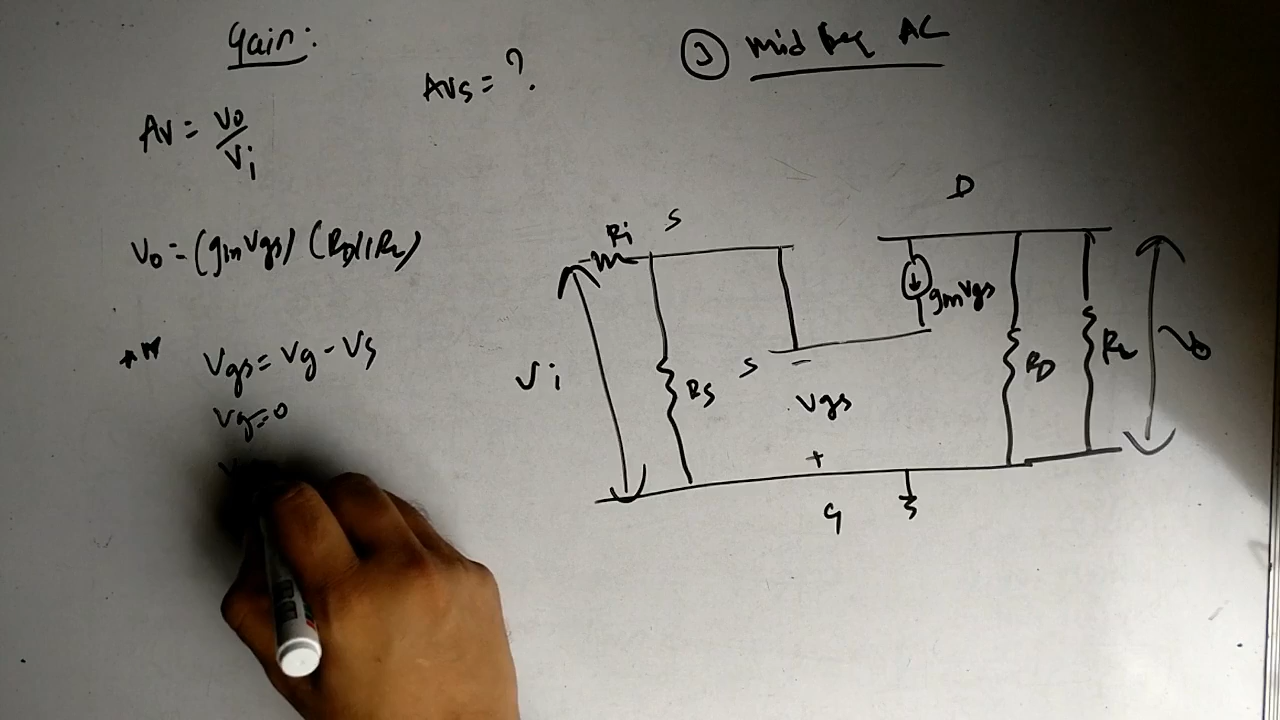 Gain:
Avs = ?
③ mid freq AC
Av = Vo/Vi
Vo = (gmVgs) (RD||RL)
Vgs = Vg - Vs
Vg = 0
D
Ri
S
gmVgs
RS
RD
RL
Vo
Vi
S
-
Vgs
+
G